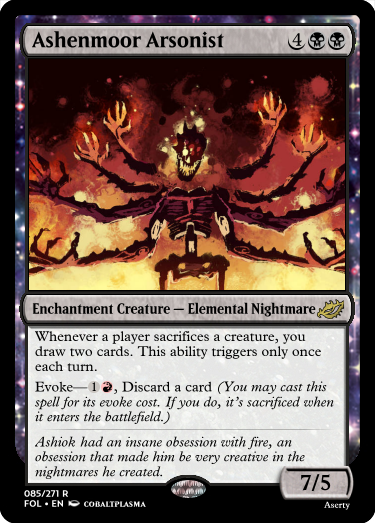 Ashenmoor Arsonist 4
Enchantment Creature — Elemental Nightmare
Whenever a player sacrifices a creature, you
draw two cards. This ability triggers only once
each turn.
Evoke—1, Discard a card (You may cast this
spell for its evoke cost. If you do, it's sacrificed when
it enters the battlefield.)
Ashiok had an insane obsession with fire, an
obsession that made him be very creative in the
nightmares he created.
7/5
085/271 R
FOL • EN COBALTPLASMA
Aserty